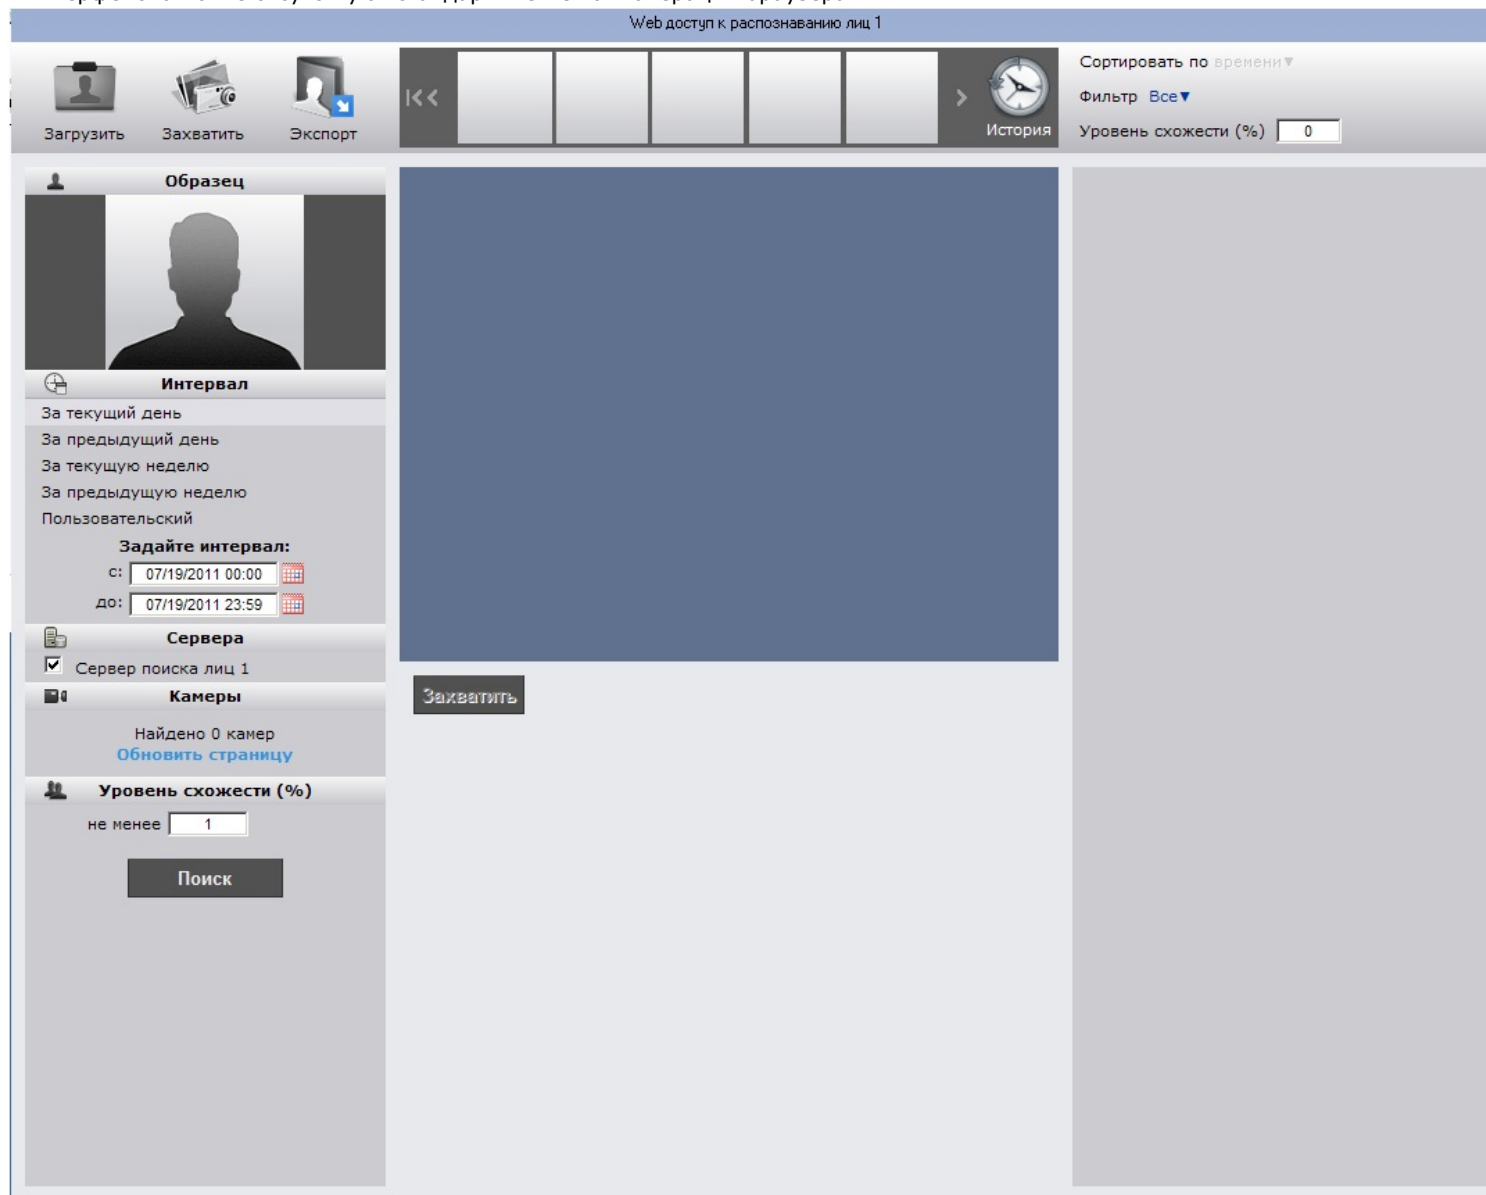 Web доступ к распознаванию лиц 1
Загрузить
Захватить
Экспорт
История
Сортировать по времени▼
Фильтр Все▼
Уровень схожести (%) 0
Образец
Интервал
За текущий день
За предыдущий день
За текущую неделю
За предыдущую неделю
Пользовательский
Задайте интервал:
с: 07/19/2011 00:00
до: 07/19/2011 23:59
Сервера
Сервер поиска лиц 1
Камеры
Найдено 0 камер
Обновить страницу
Уровень схожести (%)
не менее 1
Поиск
Захватить